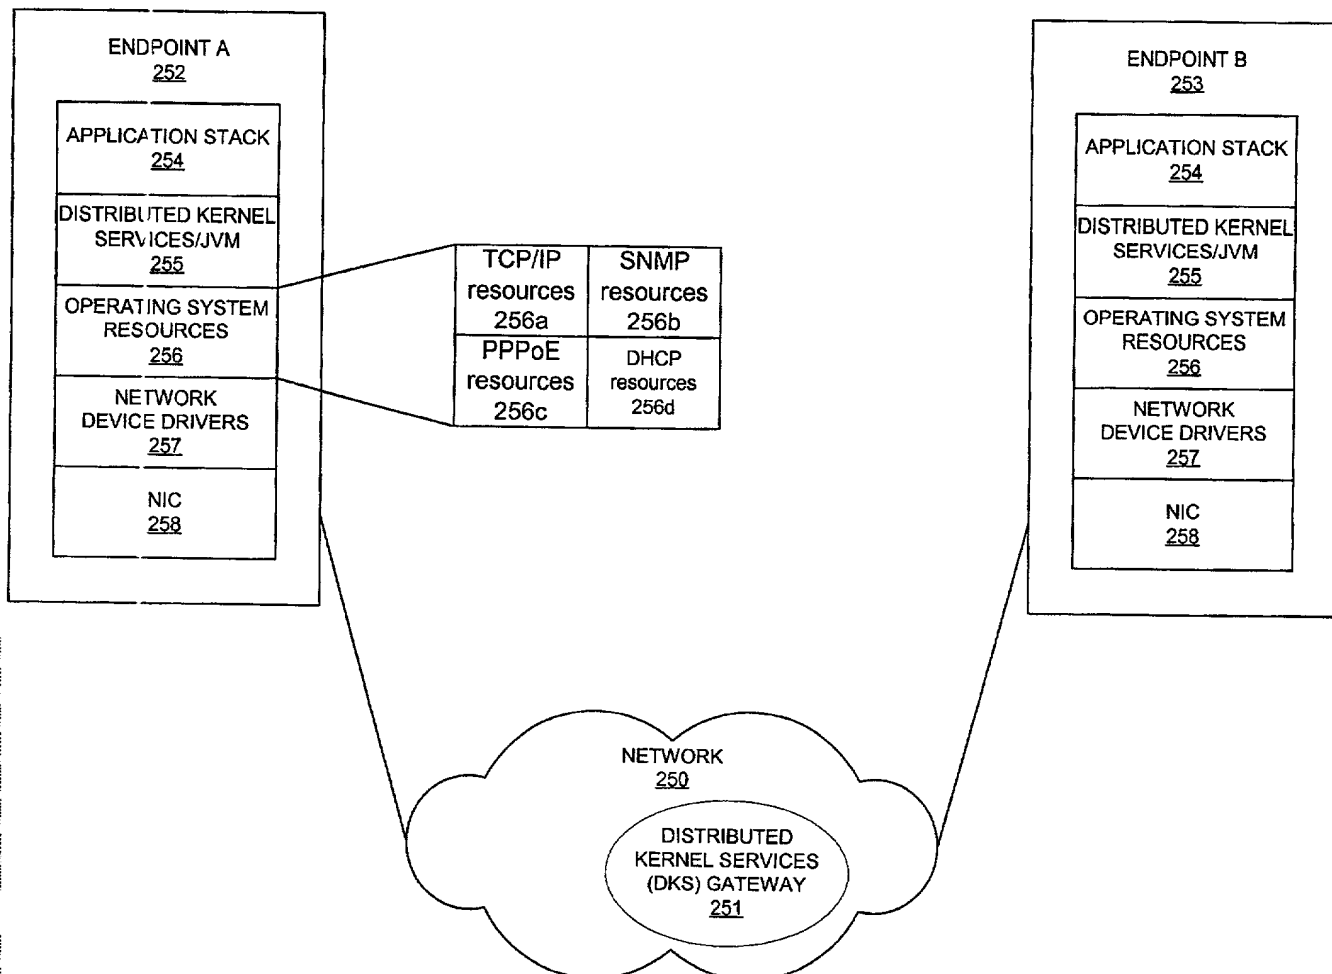 ENDPOINT A
252
APPLICATION STACK
254
DISTRIBUTED KERNEL
SERVICES/JVM
255
OPERATING SYSTEM
RESOURCES
256
NETWORK
DEVICE DRIVERS
257
NIC
258
TCP/IP
resources
256a
SNMP
resources
256b
PPPoE
resources
256c
DHCP
resources
256d
ENDPOINT B
253
APPLICATION STACK
254
DISTRIBUTED KERNEL
SERVICES/JVM
255
OPERATING SYSTEM
RESOURCES
256
NETWORK
DEVICE DRIVERS
257
NIC
258
NETWORK
250
DISTRIBUTED
KERNEL SERVICES
(DKS) GATEWAY
251